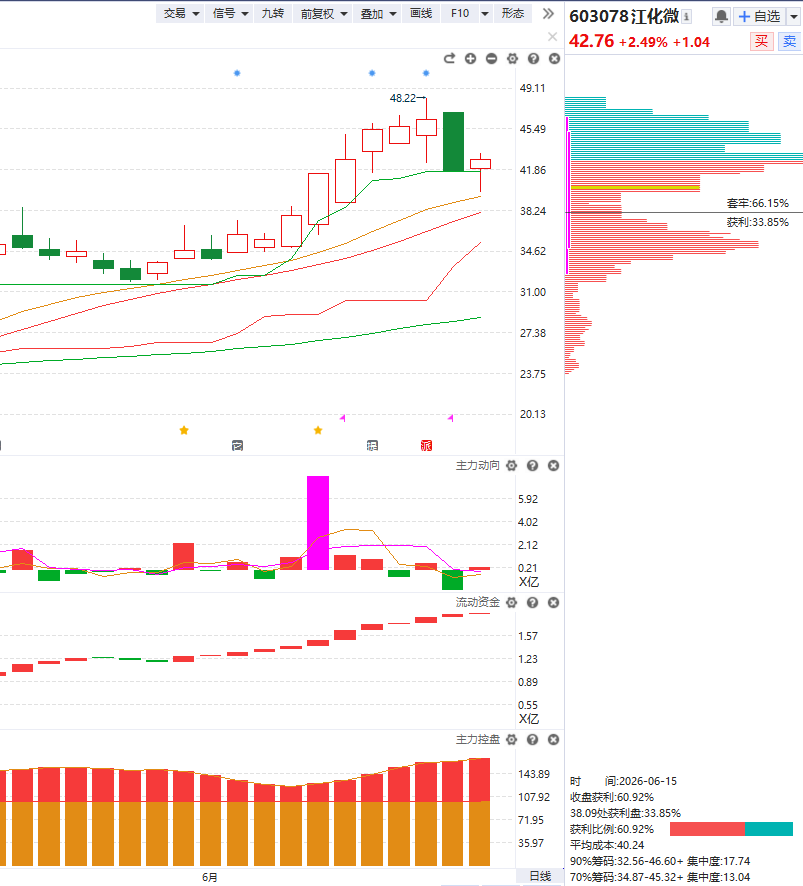 交易 信号 九转 前复权 叠加 画线 F10 形态
603078 江化微
自选
42.76 +2.49% +1.04
买 卖
49.11
48.22
45.49
41.86
38.24
34.62
31.00
27.38
23.75
20.13
套牢:66.15%
获利:33.85%
派
主力动向
5.92
4.02
2.12
0.21
X亿
流动资金
1.57
1.23
0.89
0.55
X亿
主力控盘
143.89
107.92
71.95
35.97
6月
日线
时 间:2026-06-15
收盘获利:60.92%
38.09处获利盘:33.85%
获利比例:60.92%
平均成本:40.24
90%筹码:32.56-46.60+ 集中度:17.74
70%筹码:34.87-45.32+ 集中度:13.04